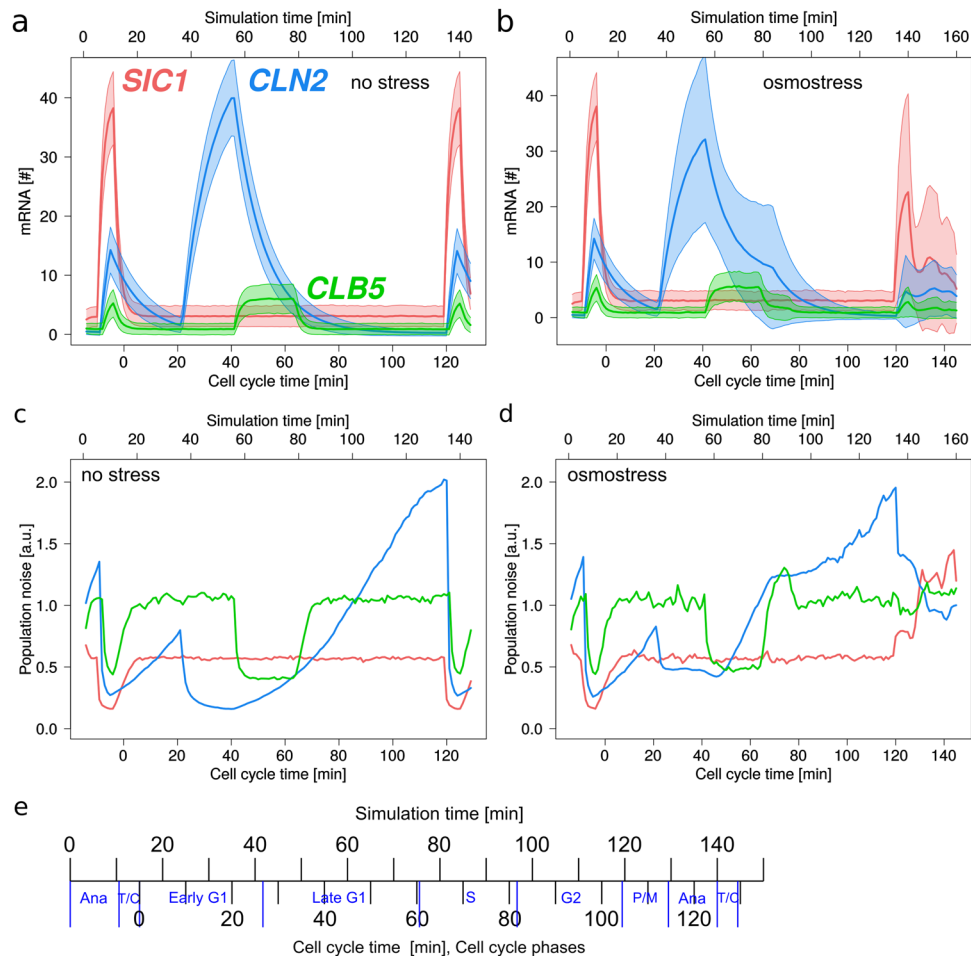 a
Simulation time [min]
0 20 40 60 80 100 120 140
SIC1 CLN2 no stress
CLB5
mRNA [#]
0 10 20 30 40
0 20 40 60 80 100 120
Cell cycle time [min]
b
Simulation time [min]
0 20 40 60 80 100 120 140 160
osmostress
mRNA [#]
0 10 20 30 40
0 20 40 60 80 100 120 140
Cell cycle time [min]
c
Simulation time [min]
0 20 40 60 80 100 120 140
no stress
Population noise [a.u.]
0.0 0.5 1.0 1.5 2.0
0 20 40 60 80 100 120
Cell cycle time [min]
d
Simulation time [min]
0 20 40 60 80 100 120 140 160
osmostress
Population noise [a.u.]
0.0 0.5 1.0 1.5 2.0
0 20 40 60 80 100 120 140
Cell cycle time [min]
e
Simulation time [min]
0 20 40 60 80 100 120 140
Ana T/C Early G1 Late G1 S G2 P/M Ana T/C
0 20 40 60 80 100 120
Cell cycle time [min], Cell cycle phases